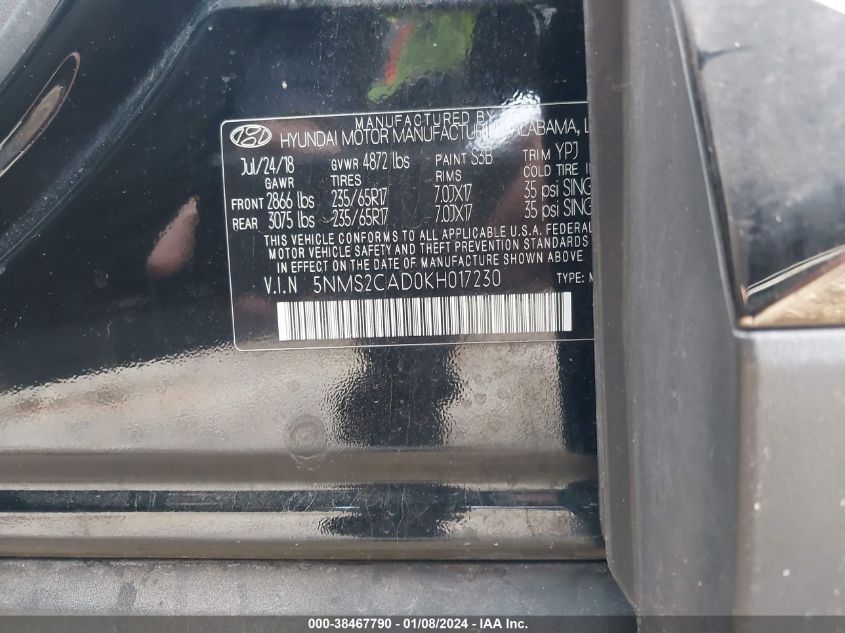 MANUFACTURED BY
HYUNDAI MOTOR MANUFACTURING ALABAMA, L
Jul/24/18 GVWR 4872 lbs PAINT S3B TRIM YPJ
GAWR TIRES RIMS COLD TIRE IN
FRONT 2866 lbs 235/65R17 7.0JX17 35 psi SING
REAR 3075 lbs 235/65R17 7.0JX17 35 psi SING
THIS VEHICLE CONFORMS TO ALL APPLICABLE U.S.A. FEDERAL
MOTOR VEHICLE SAFETY AND THEFT PREVENTION STANDARDS
IN EFFECT ON THE DATE OF MANUFACTURE SHOWN ABOVE
V.I.N 5NMS2CAD0KH017230 TYPE: M
000-38467790 - 01/08/2024 - IAA Inc.